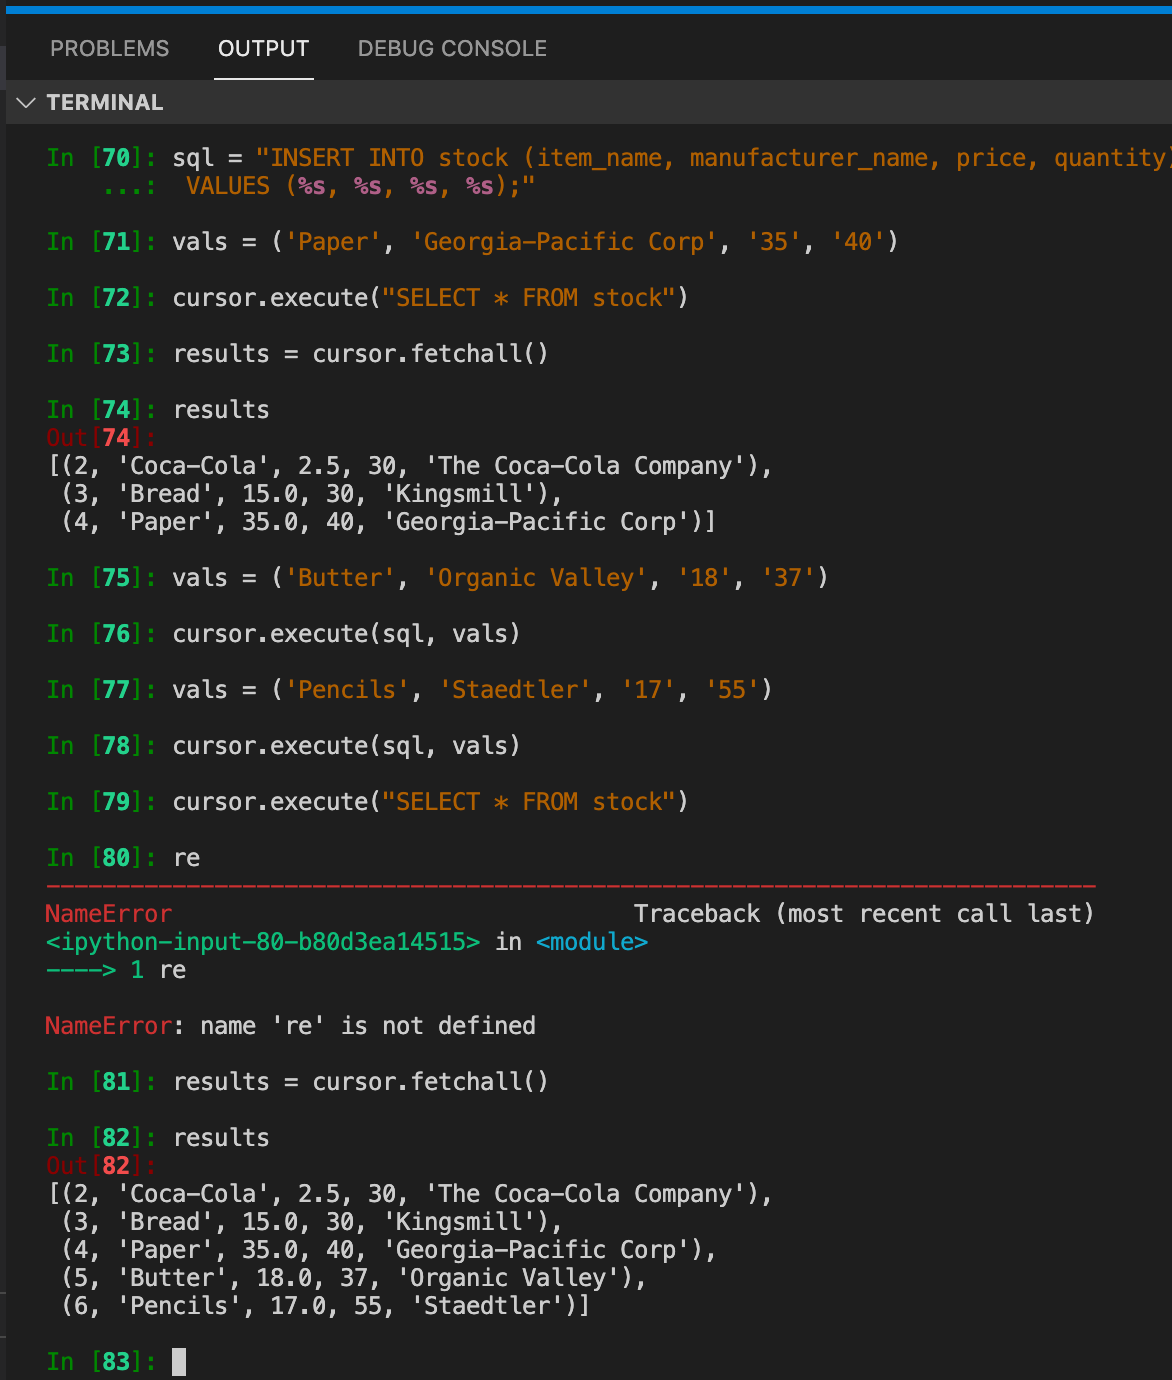 PROBLEMS OUTPUT DEBUG CONSOLE
TERMINAL
In [70]: sql = "INSERT INTO stock (item_name, manufacturer_name, price, quantity)
...: VALUES (%s, %s, %s, %s);"
In [71]: vals = ('Paper', 'Georgia-Pacific Corp', '35', '40')
In [72]: cursor.execute("SELECT * FROM stock")
In [73]: results = cursor.fetchall()
In [74]: results
Out[74]:
[(2, 'Coca-Cola', 2.5, 30, 'The Coca-Cola Company'),
(3, 'Bread', 15.0, 30, 'Kingsmill'),
(4, 'Paper', 35.0, 40, 'Georgia-Pacific Corp')]
In [75]: vals = ('Butter', 'Organic Valley', '18', '37')
In [76]: cursor.execute(sql, vals)
In [77]: vals = ('Pencils', 'Staedtler', '17', '55')
In [78]: cursor.execute(sql, vals)
In [79]: cursor.execute("SELECT * FROM stock")
In [80]: re
---------------------------------------------------------------------------
NameError Traceback (most recent call last)
<ipython-input-80-b80d3ea14515> in <module>
----> 1 re
NameError: name 're' is not defined
In [81]: results = cursor.fetchall()
In [82]: results
Out[82]:
[(2, 'Coca-Cola', 2.5, 30, 'The Coca-Cola Company'),
(3, 'Bread', 15.0, 30, 'Kingsmill'),
(4, 'Paper', 35.0, 40, 'Georgia-Pacific Corp'),
(5, 'Butter', 18.0, 37, 'Organic Valley'),
(6, 'Pencils', 17.0, 55, 'Staedtler')]
In [83]: